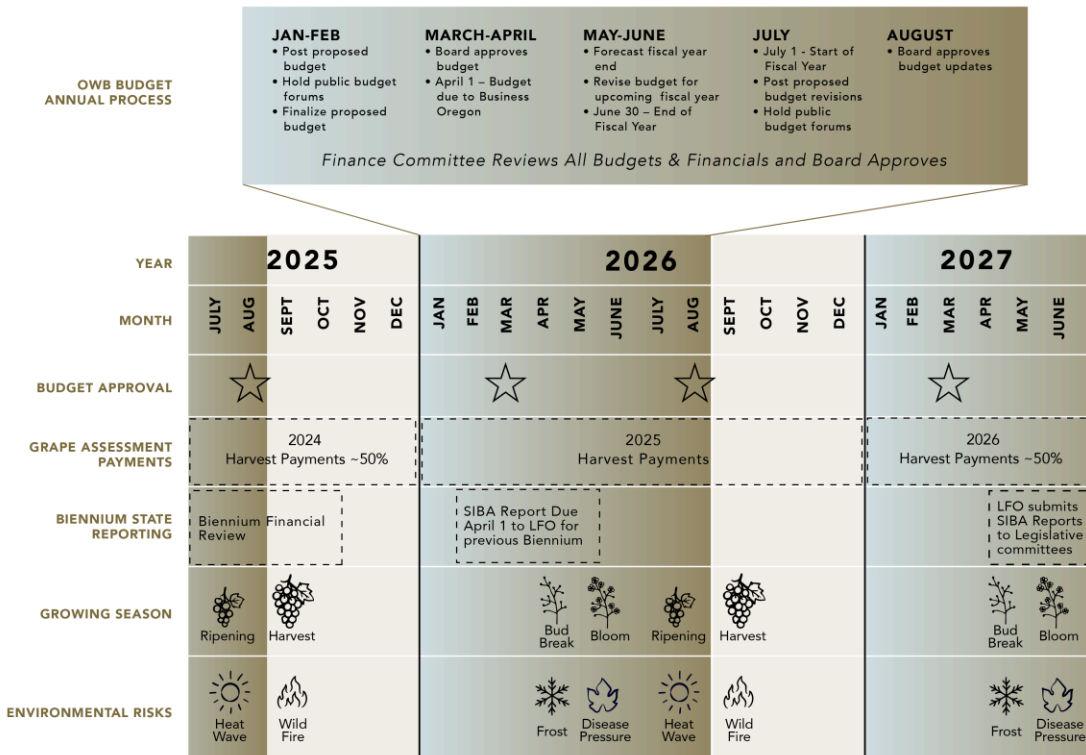 OWB BUDGET
ANNUAL PROCESS
JAN-FEB
• Post proposed
budget
• Hold public budget
forums
• Finalize proposed
budget
MARCH-APRIL
• Board approves
budget
• April 1 – Budget
due to Business
Oregon
MAY-JUNE
• Forecast fiscal year
end
• Revise budget for
upcoming fiscal year
• June 30 – End of
Fiscal Year
JULY
• July 1 - Start of
Fiscal Year
• Post proposed
budget revisions
• Hold public
budget forums
AUGUST
• Board approves
budget updates
Finance Committee Reviews All Budgets & Financials and Board Approves
YEAR
2025
2026
2027
MONTH
JULY
AUG
SEPT
OCT
NOV
DEC
JAN
FEB
MAR
APR
MAY
JUNE
JULY
AUG
SEPT
OCT
NOV
DEC
JAN
FEB
MAR
APR
MAY
JUNE
BUDGET APPROVAL
GRAPE ASSESSMENT
PAYMENTS
2024
Harvest Payments ~50%
2025
Harvest Payments
2026
Harvest Payments ~50%
BIENNIUM STATE
REPORTING
Biennium Financial
Review
SIBA Report Due
April 1 to LFO for
previous Biennium
LFO submits
SIBA Reports
to Legislative
committees
GROWING SEASON
Ripening
Harvest
Bud
Break
Bloom
Ripening
Harvest
Bud
Break
Bloom
ENVIRONMENTAL RISKS
Heat
Wave
Wild
Fire
Frost
Disease
Pressure
Heat
Wave
Wild
Fire
Frost
Disease
Pressure